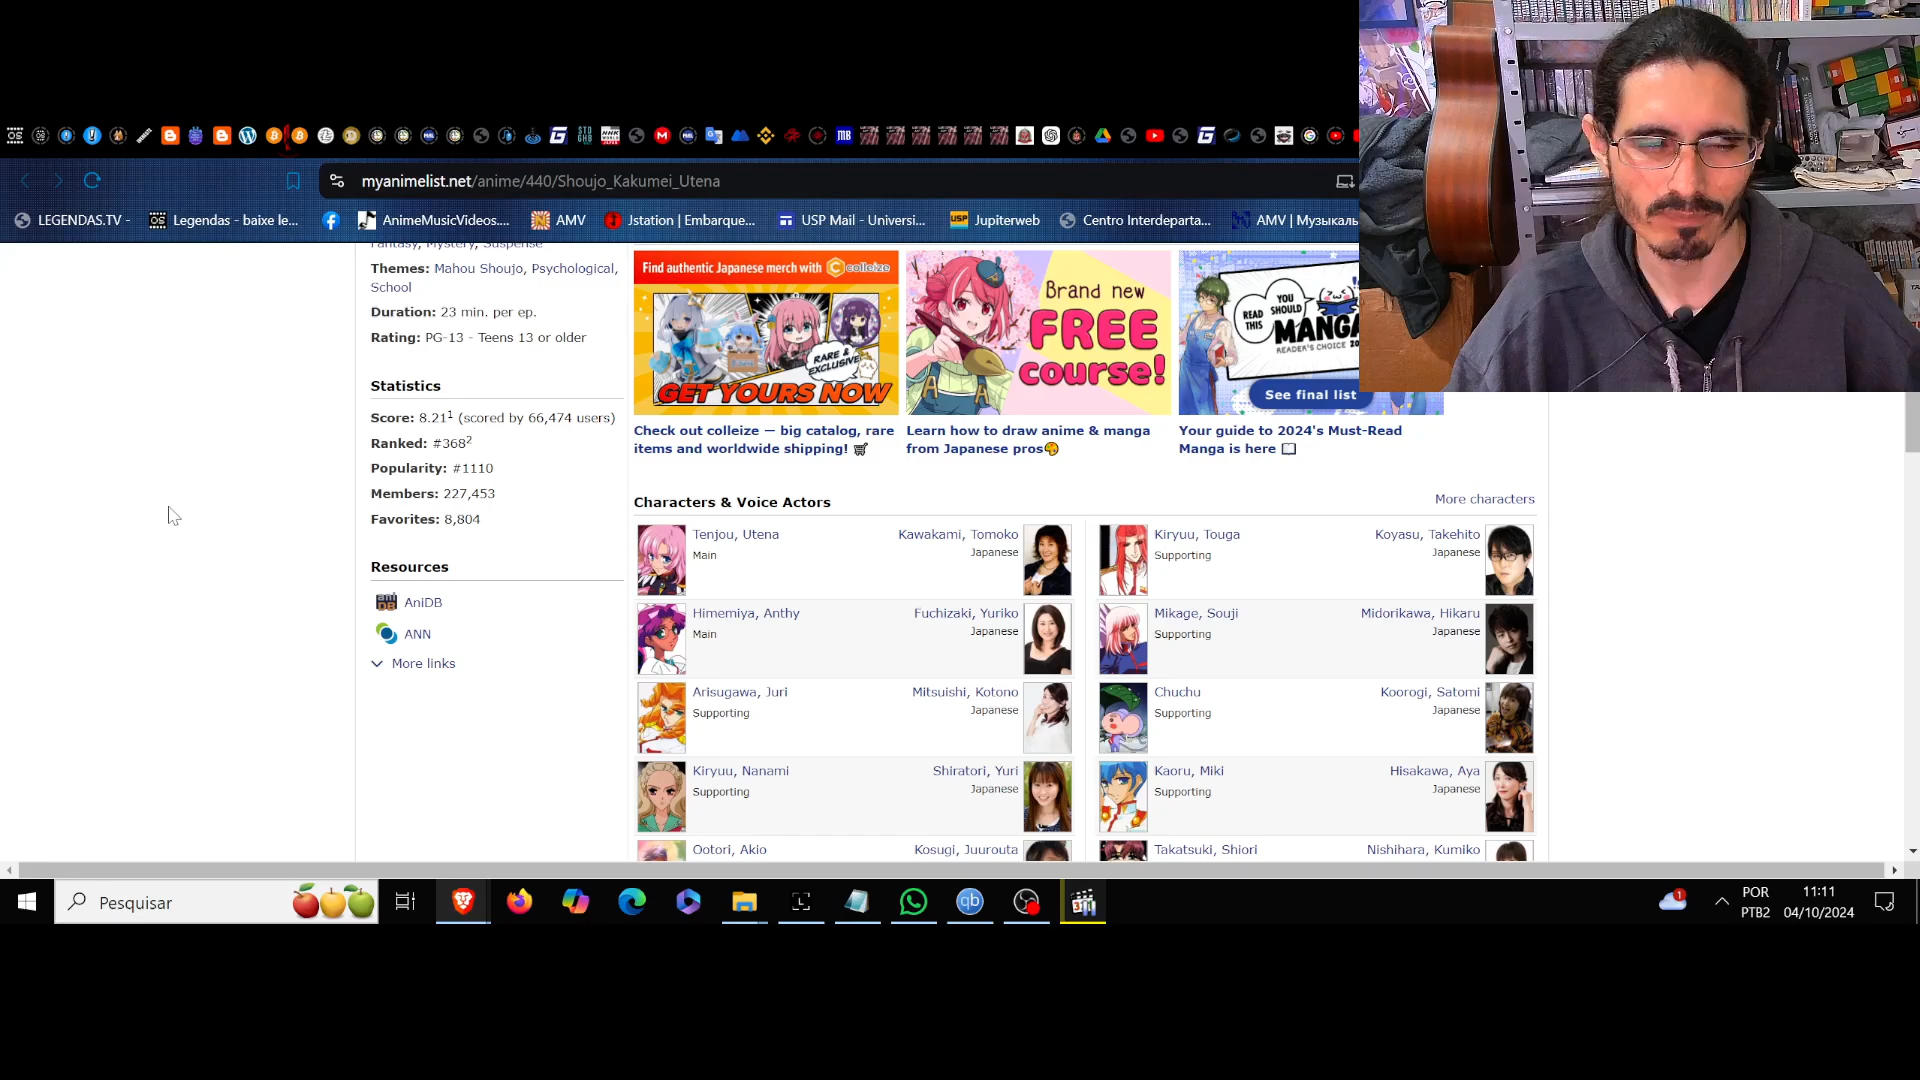 myanimelist.net/anime/440/Shoujo_Kakumei_Utena
LEGENDAS.TV -
Legendas - baixe le...
AnimeMusicVideos....
AMV
Jstation | Embarque...
USP Mail - Universi...
Jupiterweb
Centro Interdeparta...
AMV | Музыкаль
Fantasy, Mystery, Suspense
Themes: Mahou Shoujo, Psychological,
School
Duration: 23 min. per ep.
Rating: PG-13 - Teens 13 or older
Statistics
Score: 8.21¹ (scored by 66,474 users)
Ranked: #368²
Popularity: #1110
Members: 227,453
Favorites: 8,804
Resources
AniDB
ANN
More links
Find authentic Japanese merch with colleize
RARE &
EXCLUSIVE
GET YOURS NOW
Check out colleize — big catalog, rare
items and worldwide shipping!
Brand new
FREE
course!
Learn how to draw anime & manga
from Japanese pros
YOU
SHOULD
READ
THIS
MANGA
READER'S CHOICE 20
See final list
Your guide to 2024's Must-Read
Manga is here
Characters & Voice Actors
More characters
Tenjou, Utena
Main
Kawakami, Tomoko
Japanese
Kiryuu, Touga
Supporting
Koyasu, Takehito
Japanese
Himemiya, Anthy
Main
Fuchizaki, Yuriko
Japanese
Mikage, Souji
Supporting
Midorikawa, Hikaru
Japanese
Arisugawa, Juri
Supporting
Mitsuishi, Kotono
Japanese
Chuchu
Supporting
Koorogi, Satomi
Japanese
Kiryuu, Nanami
Supporting
Shiratori, Yuri
Japanese
Kaoru, Miki
Supporting
Hisakawa, Aya
Japanese
Ootori, Akio
Kosugi, Juurouta
Takatsuki, Shiori
Nishihara, Kumiko
Pesquisar
POR
PTB2
11:11
04/10/2024